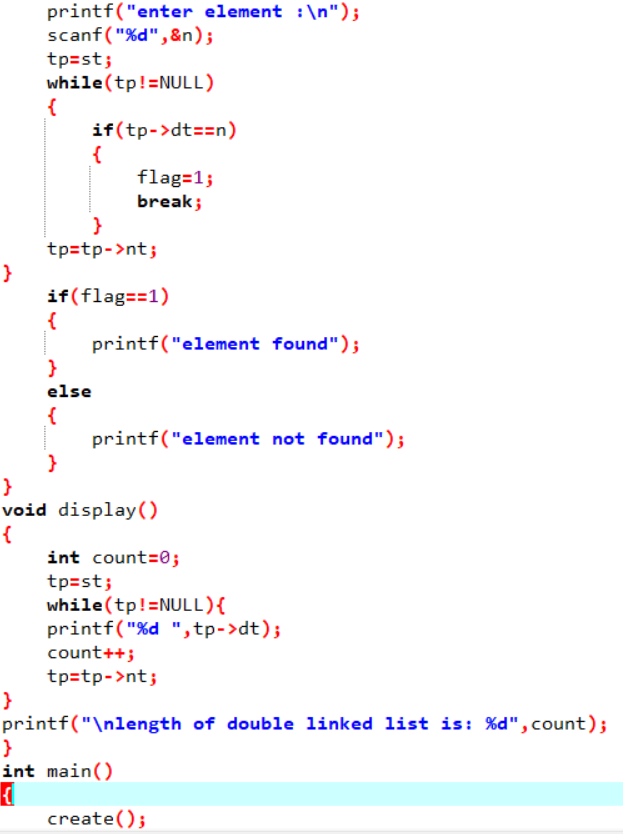 printf("enter element :\n");
scanf("%d",&n);
tp=st;
while(tp!=NULL)
{
if(tp->dt==n)
{
flag=1;
break;
}
tp=tp->nt;
}
if(flag==1)
{
printf("element found");
}
else
{
printf("element not found");
}
}
void display()
{
int count=0;
tp=st;
while(tp!=NULL){
printf("%d ",tp->dt);
count++;
tp=tp->nt;
}
printf("\nlength of double linked list is: %d",count);
}
int main()
{
create();